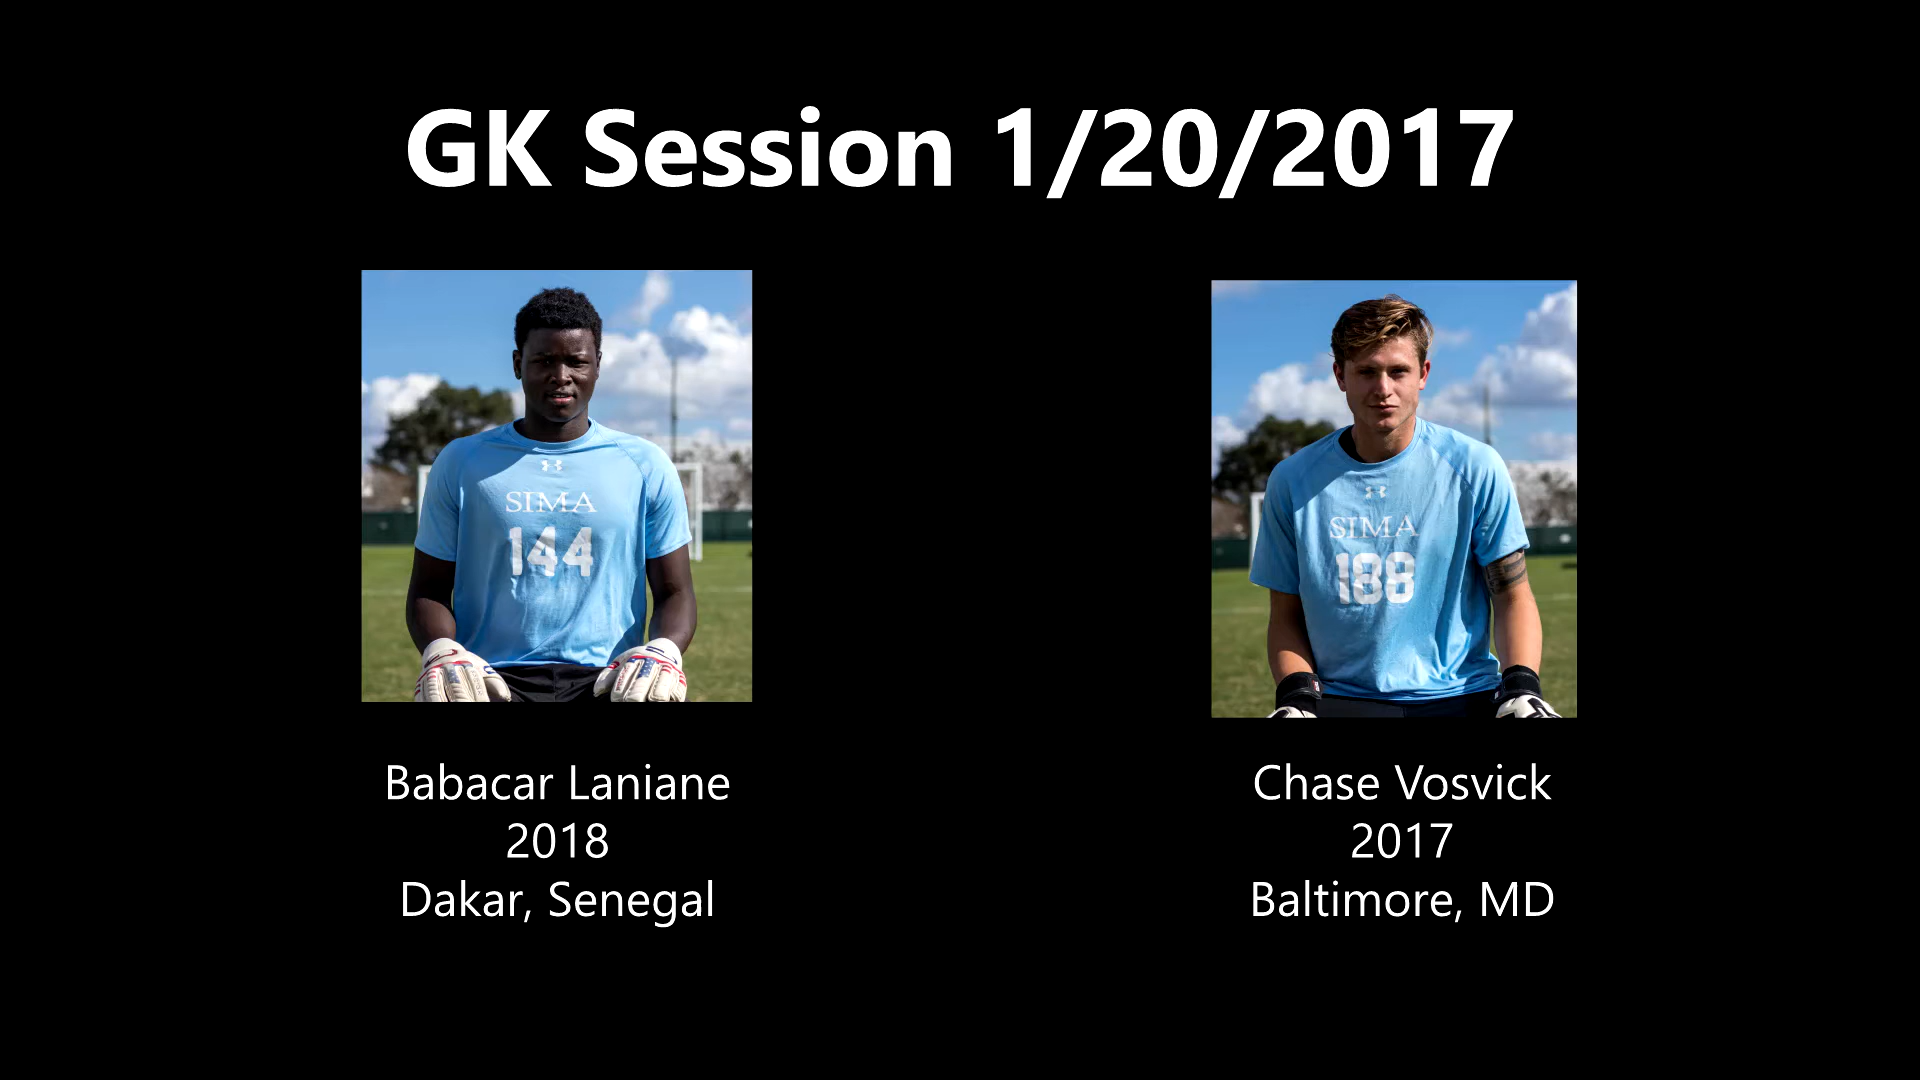 GK Session 1/20/2017
SIMA
144
SIMA
188
Babacar Laniane
2018
Dakar, Senegal
Chase Vosvick
2017
Baltimore, MD